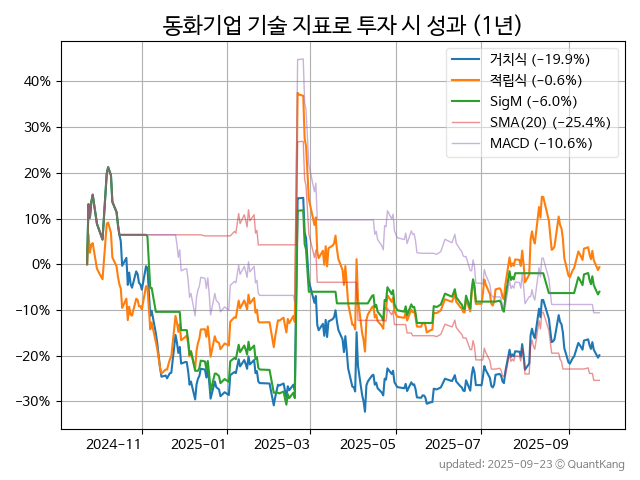 동화기업 기술 지표로 투자 시 성과 (1년)
거치식 (−19.9%)
적립식 (−0.6%)
SigM (−6.0%)
SMA(20) (−25.4%)
MACD (−10.6%)
40%
30%
20%
10%
0%
−10%
−20%
−30%
2024-11 2025-01 2025-03 2025-05 2025-07 2025-09
updated: 2025-09-23 © QuantKang